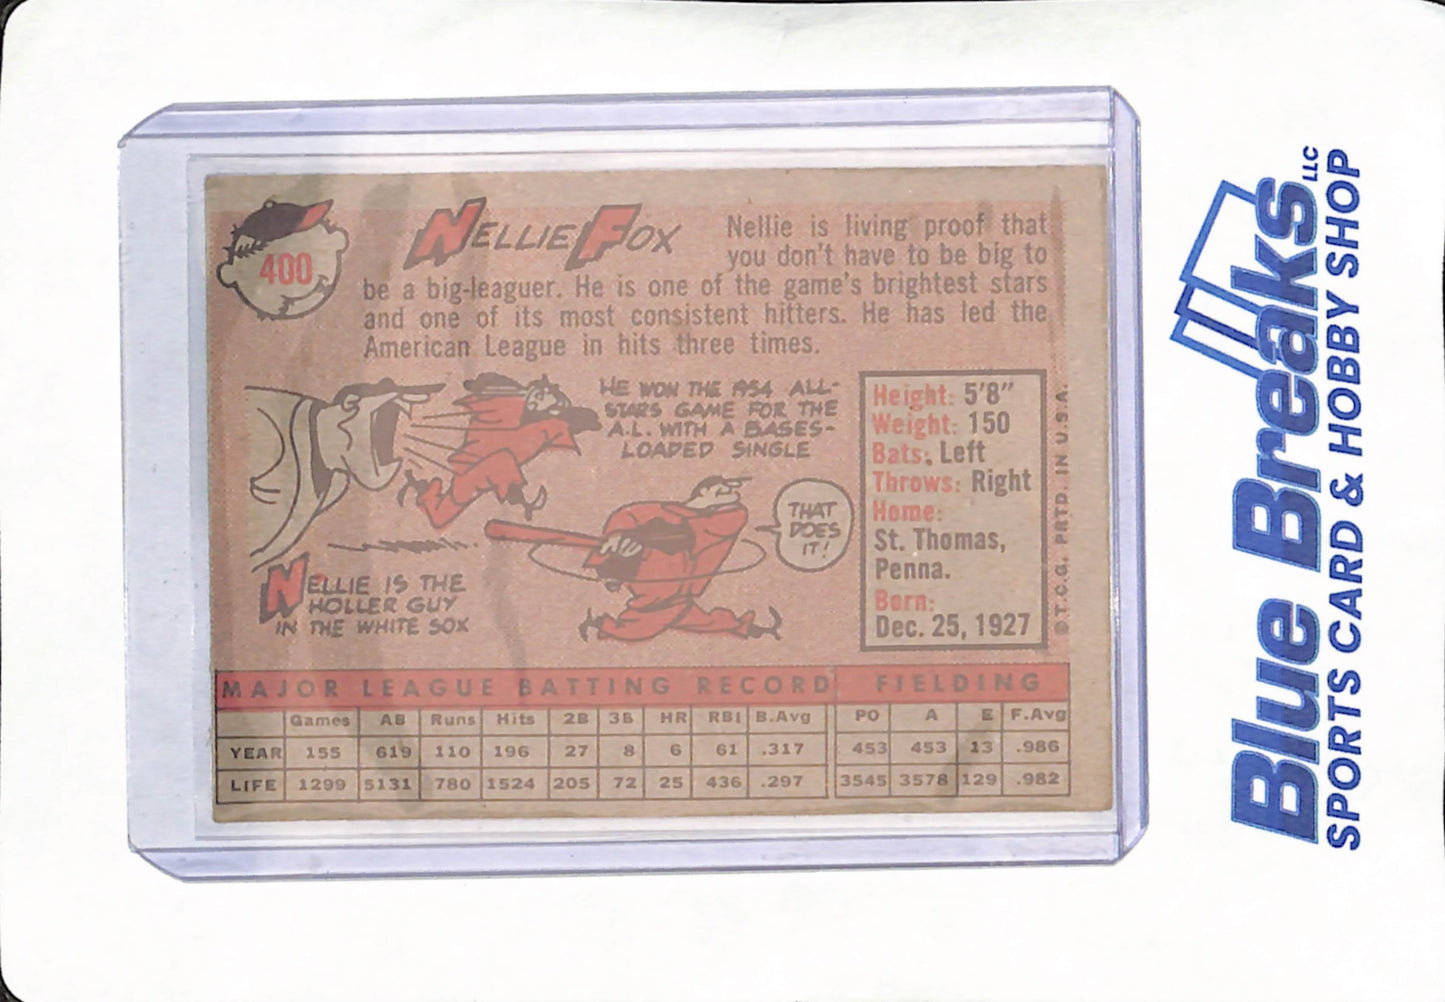 400
NELLIE FOX
Nellie is living proof that
you don't have to be big to
be a big-leaguer. He is one of the game's brightest stars
and one of its most consistent hitters. He has led the
American League in hits three times.
HE WON THE 1954 ALL-
STARS GAME FOR THE
A.L. WITH A BASES-
LOADED SINGLE
THAT
DOES
IT!
NELLIE IS THE
HOLLER GUY
IN THE WHITE SOX
Height: 5'8"
Weight: 150
Bats: Left
Throws: Right
Home:
St. Thomas,
Penna.
Born:
Dec. 25, 1927
© T.C.G. PRTD. IN U.S.A.
MAJOR LEAGUE BATTING RECORD FIELDING
Games AB Runs Hits 2B 3B HR RBI B.Avg PO A E F.Avg
YEAR 155 619 110 196 27 8 6 61 .317 453 453 13 .986
LIFE 1299 5131 780 1524 205 72 25 436 .297 3545 3578 129 .982
Blue Breaks LLC
SPORTS CARD & HOBBY SHOP